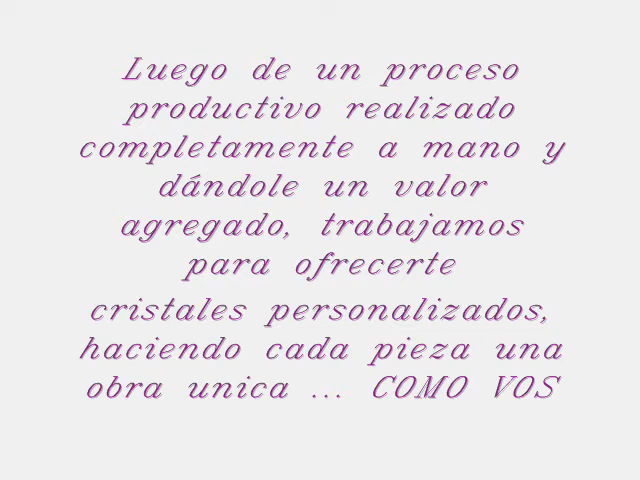 Luego de un proceso
productivo realizado
completamente a mano y
dándole un valor
agregado, trabajamos
para ofrecerte
cristales personalizados,
haciendo cada pieza una
obra unica ... COMO VOS